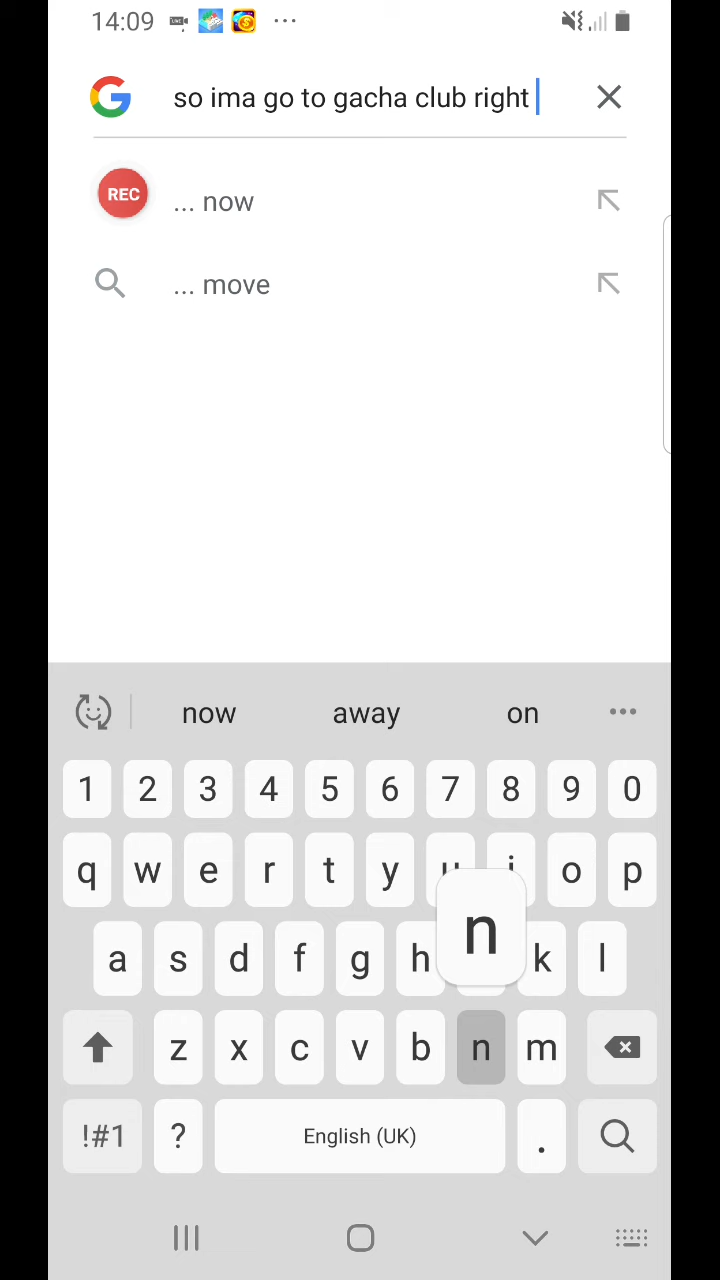 14:09
so ima go to gacha club right
REC
... now
... move
now away on
1 2 3 4 5 6 7 8 9 0
q w e r t y u i o p
n
a s d f g h k l
z x c v b n m
!#1 ? English (UK) .